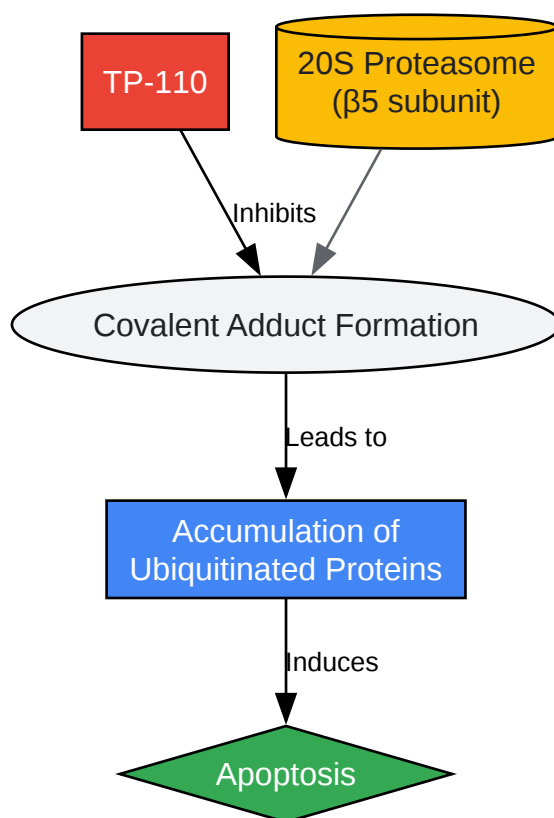 TP-110
20S Proteasome
(β5 subunit)
Inhibits
Covalent Adduct Formation
Leads to
Accumulation of
Ubiquitinated Proteins
Induces
Apoptosis